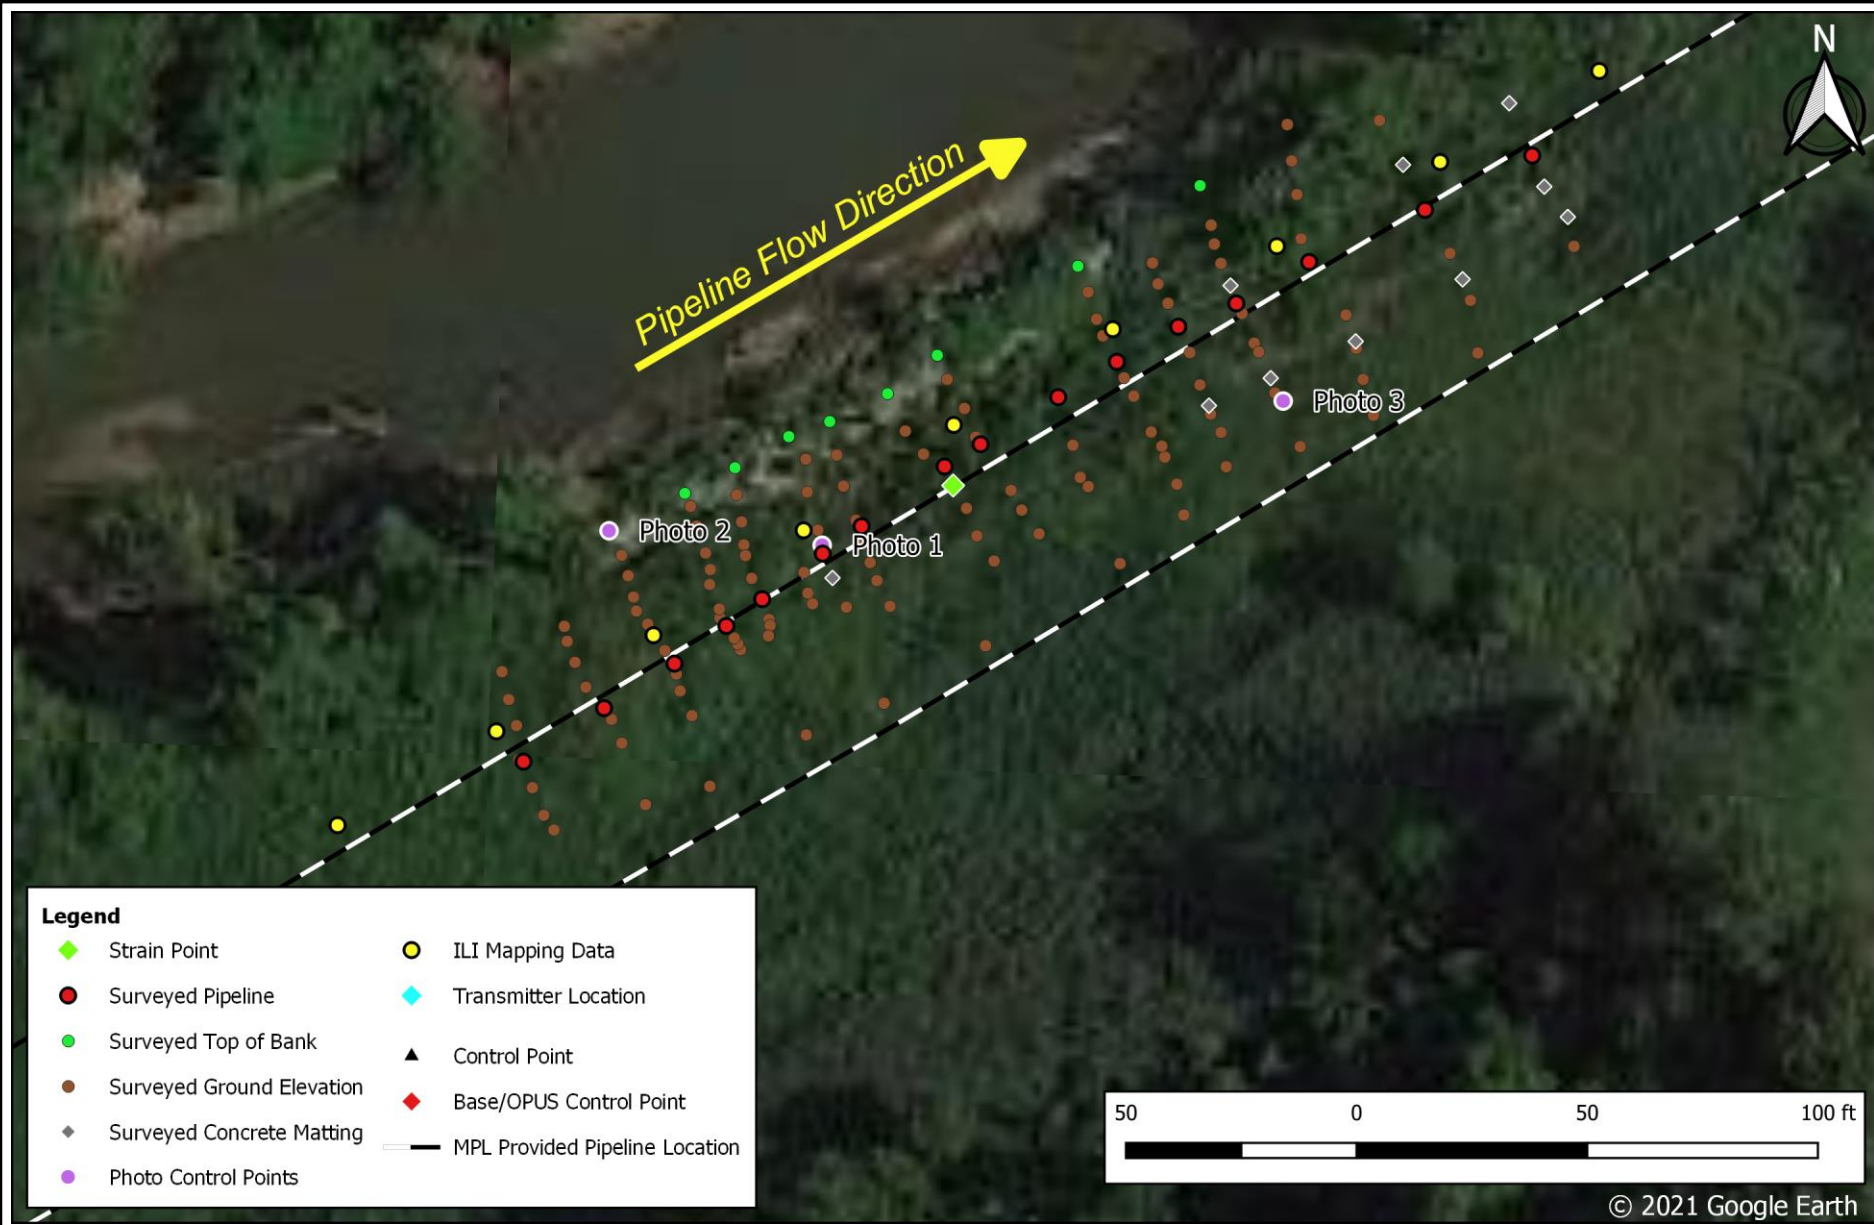 N
Pipeline Flow Direction
Photo 3
Photo 2
Photo 1
Legend
Strain Point
Surveyed Pipeline
Surveyed Top of Bank
Surveyed Ground Elevation
Surveyed Concrete Matting
Photo Control Points
ILI Mapping Data
Transmitter Location
Control Point
Base/OPUS Control Point
MPL Provided Pipeline Location
50 0 50 100 ft
© 2021 Google Earth